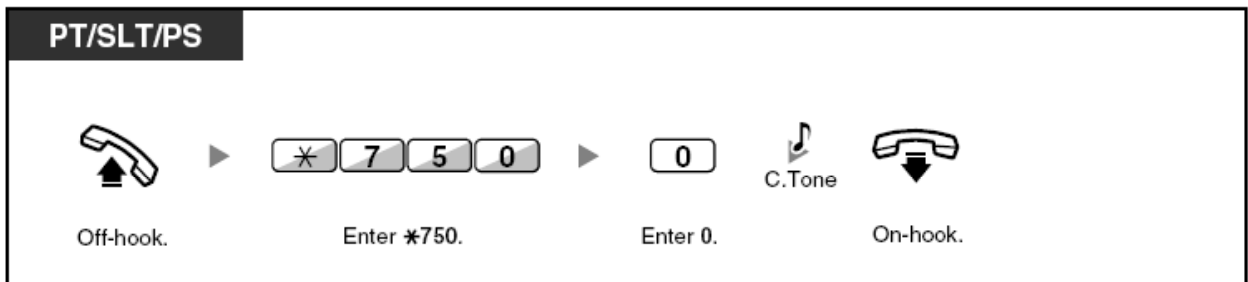 PT/SLT/PS
* 7 5 0
0
C.Tone
Off-hook.
Enter *750.
Enter 0.
On-hook.